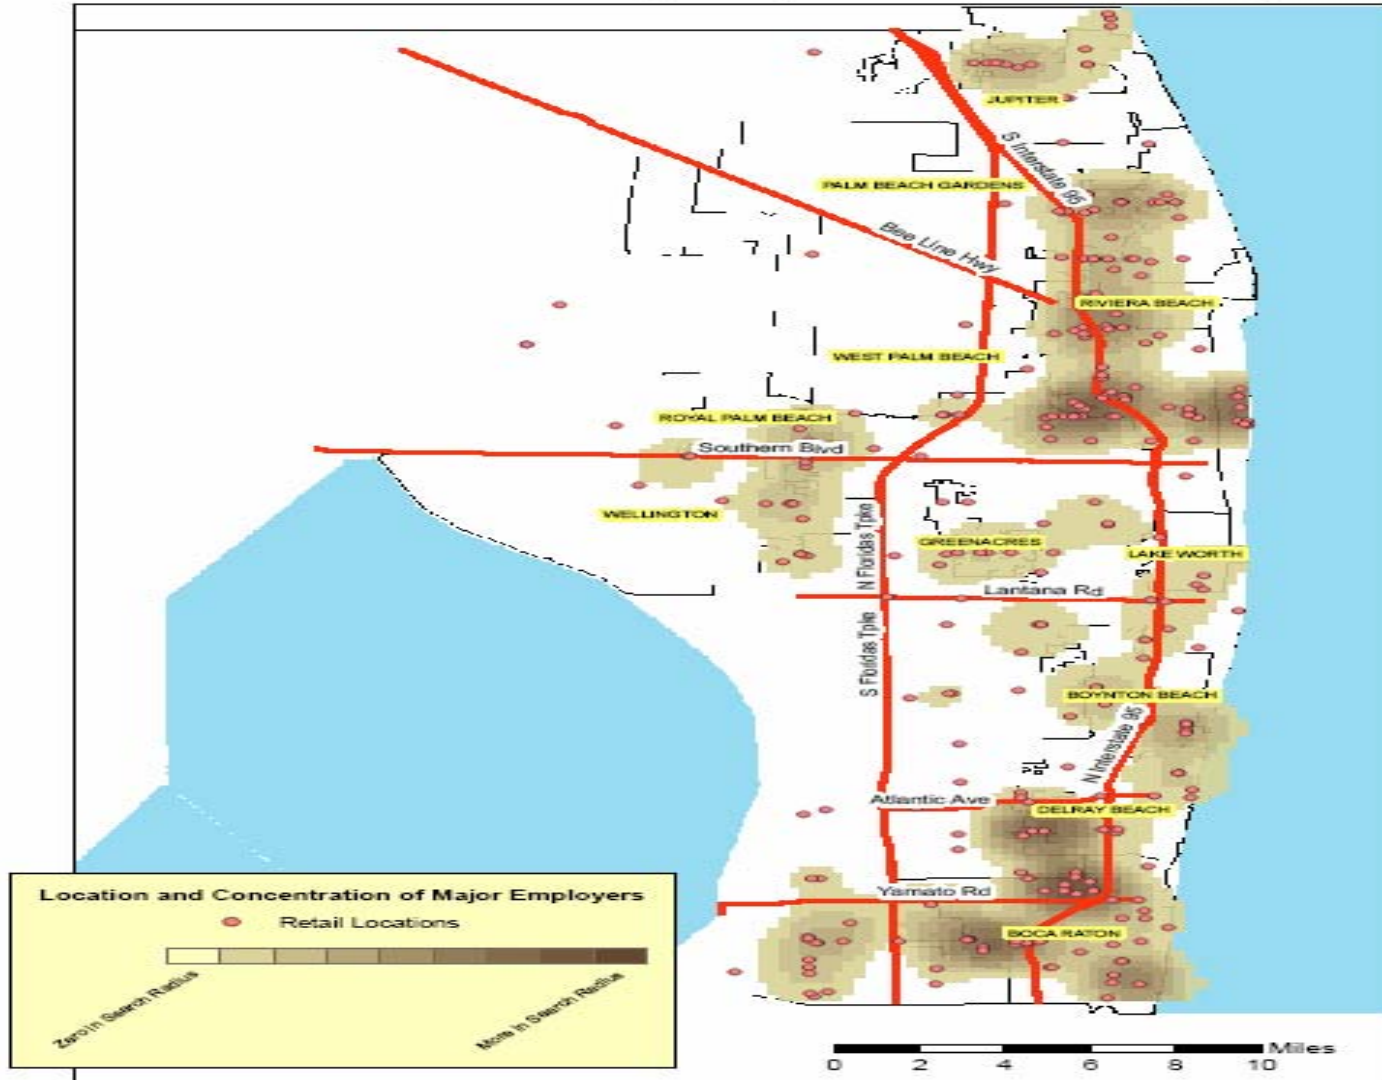 JUPITER
S Interstate 95
PALM BEACH GARDENS
Bee Line Hwy
RIVIERA BEACH
WEST PALM BEACH
ROYAL PALM BEACH
Southern Blvd
WELLINGTON
N Floridas Tpke
GREENACRES
LAKE WORTH
Lantana Rd
S Floridas Tpke
BOYNTON BEACH
N Interstate 95
Atlantic Ave
DELRAY BEACH
Yamato Rd
BOCA RATON
Location and Concentration of Major Employers
Retail Locations
Zero in Search Radius
More in Search Radius
Miles
0 2 4 6 8 10